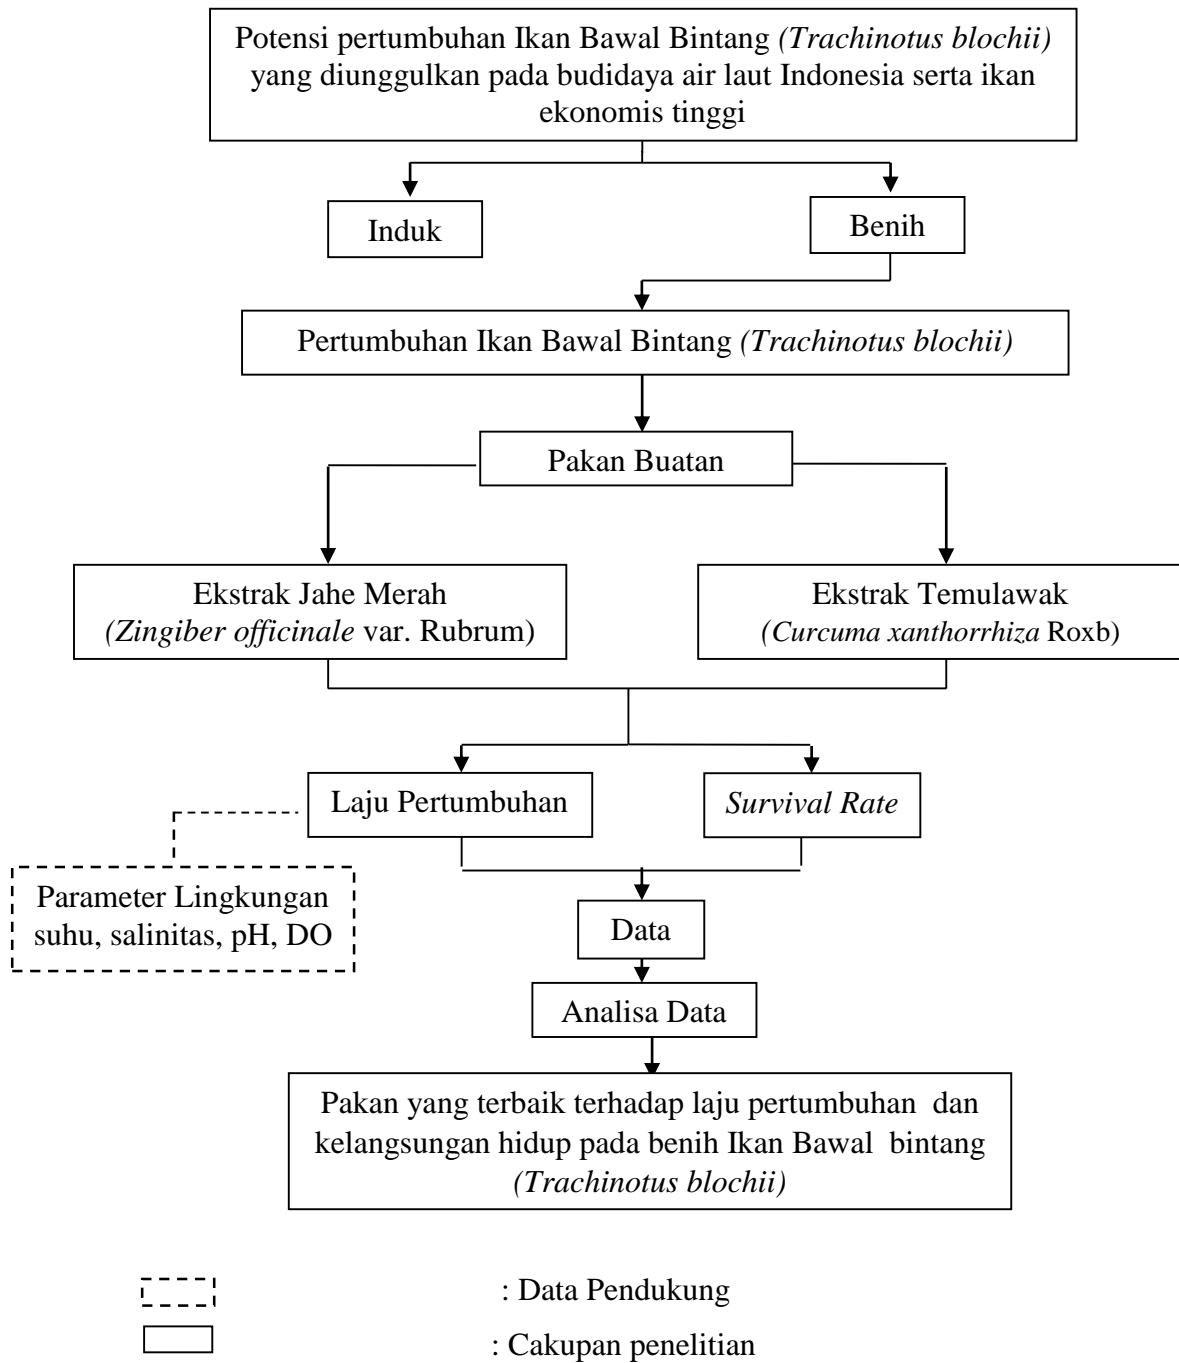 Potensi pertumbuhan Ikan Bawal Bintang (Trachinotus blochii)
yang diunggulkan pada budidaya air laut Indonesia serta ikan
ekonomis tinggi
Induk
Benih
Pertumbuhan Ikan Bawal Bintang (Trachinotus blochii)
Pakan Buatan
Ekstrak Jahe Merah
(Zingiber officinale var. Rubrum)
Ekstrak Temulawak
(Curcuma xanthorrhiza Roxb)
Laju Pertumbuhan
Survival Rate
Parameter Lingkungan
suhu, salinitas, pH, DO
Data
Analisa Data
Pakan yang terbaik terhadap laju pertumbuhan dan
kelangsungan hidup pada benih Ikan Bawal bintang
(Trachinotus blochii)
: Data Pendukung
: Cakupan penelitian